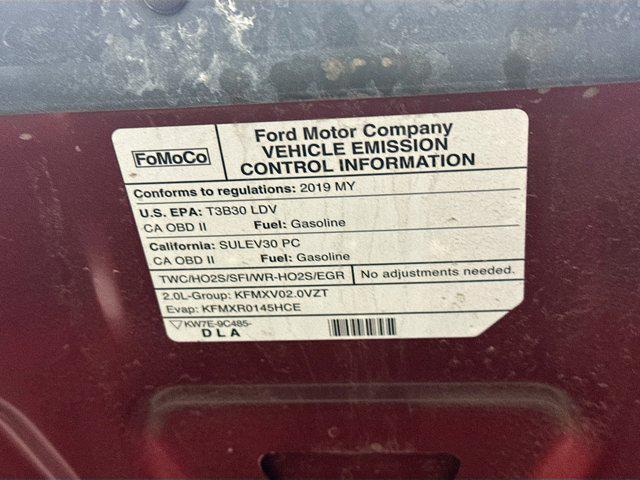 FoMoCo
Ford Motor Company
VEHICLE EMISSION
CONTROL INFORMATION
Conforms to regulations: 2019 MY
U.S. EPA: T3B30 LDV
CA OBD II Fuel: Gasoline
California: SULEV30 PC
CA OBD II Fuel: Gasoline
TWC/HO2S/SFI/WR-HO2S/EGR No adjustments needed.
2.0L-Group: KFMXV02.0VZT
Evap: KFMXR0145HCE
KW7E-9C485-
DLA